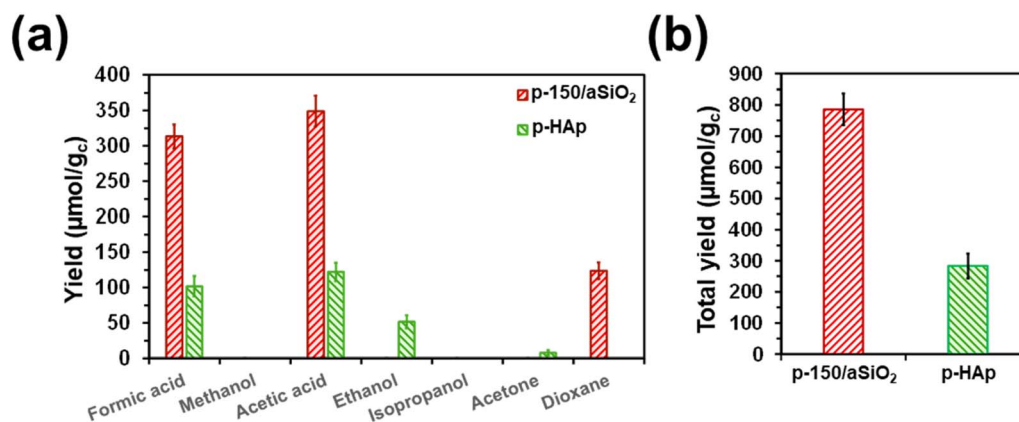 (a)
Yield (µmol/gc)
400
350
300
250
200
150
100
50
0
p-150/aSiO2
p-HAp
Formic acid
Methanol
Acetic acid
Ethanol
Isopropanol
Acetone
Dioxane
(b)
Total yield (µmol/gc)
900
800
700
600
500
400
300
200
100
0
p-150/aSiO2
p-HAp